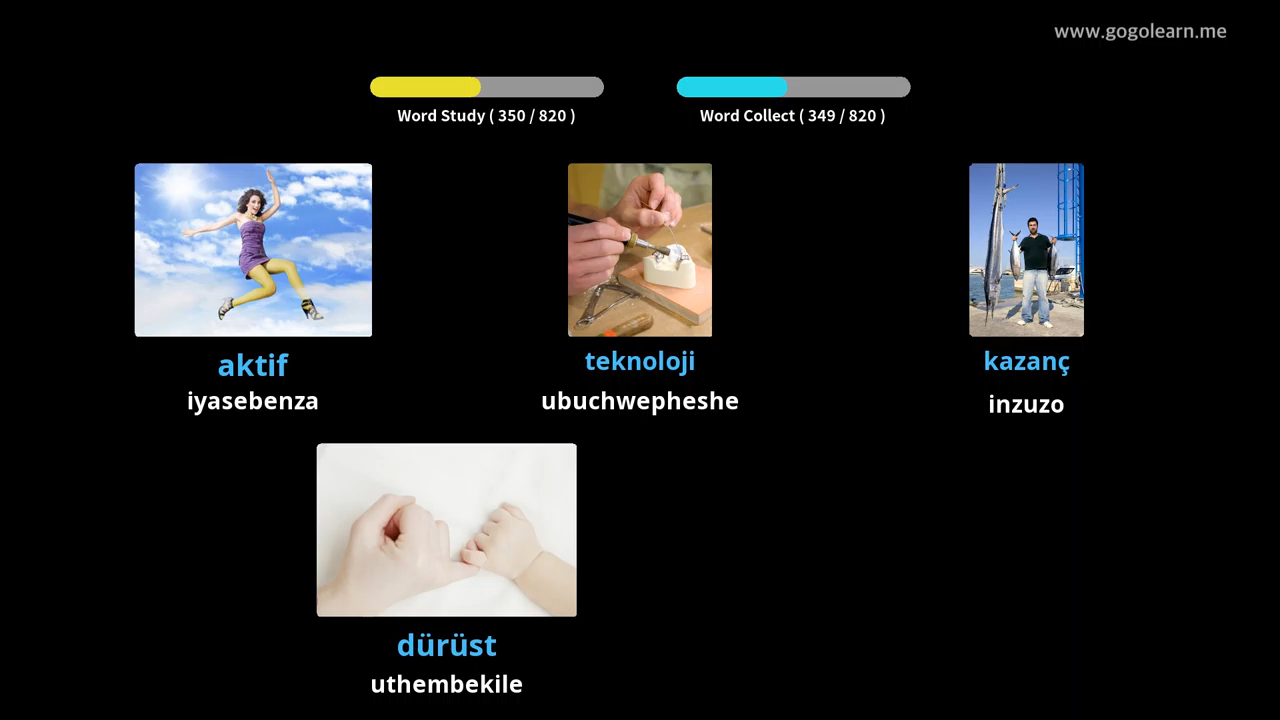 www.gogolearn.me
Word Study ( 350 / 820 )
Word Collect ( 349 / 820 )
aktif
iyasebenza
teknoloji
ubuchwepheshe
kazanç
inzuzo
dürüst
uthembekile